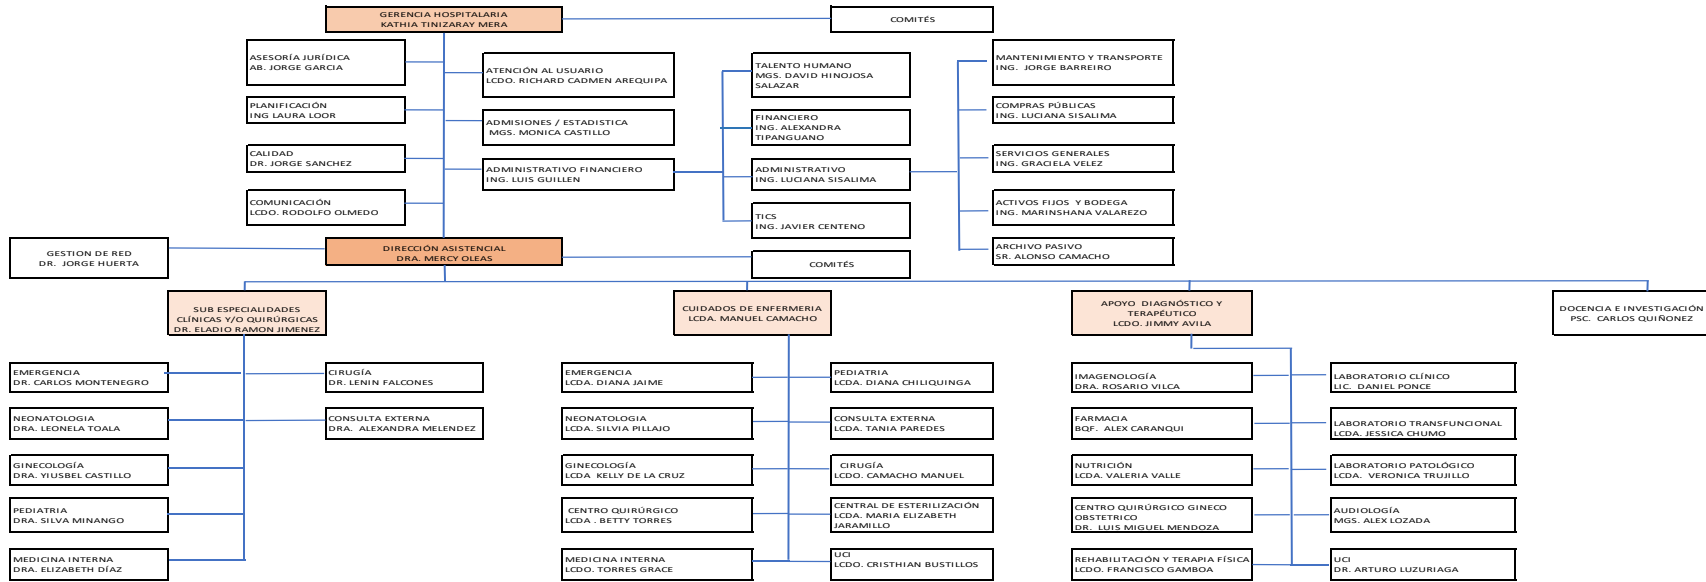 GERENCIA HOSPITALARIA
KATHIA TINIZARAY MERA
COMITÉS
ASESORÍA JURÍDICA
AB. JORGE GARCIA
ATENCIÓN AL USUARIO
LCDO. RICHARD CADMEN AREQUIPA
TALENTO HUMANO
MGS. DAVID HINOJOSA
SALAZAR
MANTENIMIENTO Y TRANSPORTE
ING. JORGE BARREIRO
PLANIFICACIÓN
ING LAURA LOOR
ADMISIONES / ESTADISTICA
MGS. MONICA CASTILLO
FINANCIERO
ING. ALEXANDRA
TIPANGUANO
COMPRAS PÚBLICAS
ING. LUCIANA SISALIMA
CALIDAD
DR. JORGE SANCHEZ
ADMINISTRATIVO FINANCIERO
ING. LUIS GUILLEN
ADMINISTRATIVO
ING. LUCIANA SISALIMA
SERVICIOS GENERALES
ING. GRACIELA VELEZ
COMUNICACIÓN
LCDO. RODOLFO OLMEDO
TICS
ING. JAVIER CENTENO
ACTIVOS FIJOS Y BODEGA
ING. MARINSHANA VALAREZO
GESTION DE RED
DR. JORGE HUERTA
DIRECCIÓN ASISTENCIAL
DRA. MERCY OLEAS
COMITÉS
ARCHIVO PASIVO
SR. ALONSO CAMACHO
SUB ESPECIALIDADES
CLÍNICAS Y/O QUIRÚRGICAS
DR. ELADIO RAMON JIMENEZ
CUIDADOS DE ENFERMERIA
LCDA. MANUEL CAMACHO
APOYO DIAGNÓSTICO Y
TERAPÉUTICO
LCDO. JIMMY AVILA
DOCENCIA E INVESTIGACIÓN
PSC. CARLOS QUIÑONEZ
EMERGENCIA
DR. CARLOS MONTENEGRO
CIRUGÍA
DR. LENIN FALCONES
EMERGENCIA
LCDA. DIANA JAIME
PEDIATRIA
LCDA. DIANA CHILIQUINGA
IMAGENOLOGÍA
DRA. ROSARIO VILCA
LABORATORIO CLÍNICO
LIC. DANIEL PONCE
NEONATOLOGIA
DRA. LEONELA TOALA
CONSULTA EXTERNA
DRA. ALEXANDRA MELENDEZ
NEONATOLOGIA
LCDA. SILVIA PILLAJO
CONSULTA EXTERNA
LCDA. TANIA PAREDES
FARMACIA
BQF. ALEX CARANQUI
LABORATORIO TRANSFUNCIONAL
LCDA. JESSICA CHUMO
GINECOLOGÍA
DRA. YIUSBEL CASTILLO
GINECOLOGÍA
LCDA KELLY DE LA CRUZ
CIRUGÍA
LCDO. CAMACHO MANUEL
NUTRICIÓN
LCDA. VALERIA VALLE
LABORATORIO PATOLÓGICO
LCDA. VERONICA TRUJILLO
PEDIATRIA
DRA. SILVA MINANGO
CENTRO QUIRÚRGICO
LCDA . BETTY TORRES
CENTRAL DE ESTERILIZACIÓN
LCDA. MARIA ELIZABETH
JARAMILLO
CENTRO QUIRÚRGICO GINECO
OBSTETRICO
DR. LUIS MIGUEL MENDOZA
AUDIOLOGÍA
MGS. ALEX LOZADA
MEDICINA INTERNA
DRA. ELIZABETH DÍAZ
MEDICINA INTERNA
LCDO. TORRES GRACE
UCI
LCDO. CRISTHIAN BUSTILLOS
REHABILITACIÓN Y TERAPIA FÍSICA
LCDO. FRANCISCO GAMBOA
UCI
DR. ARTURO LUZURIAGA